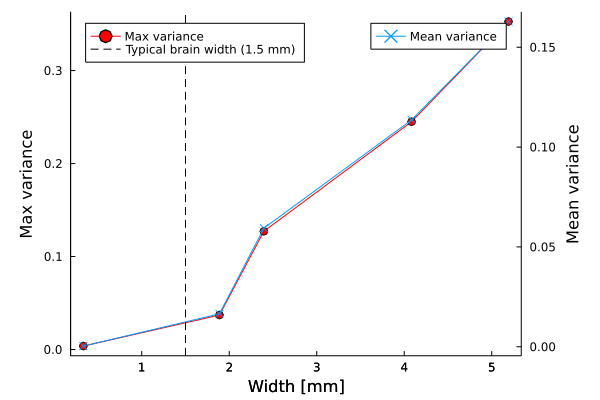 Max variance
Typical brain width (1.5 mm)
Mean variance
0.3
0.2
0.1
0.0
Max variance
0.15
0.10
0.05
0.00
Mean variance
1 2 3 4 5
Width [mm]